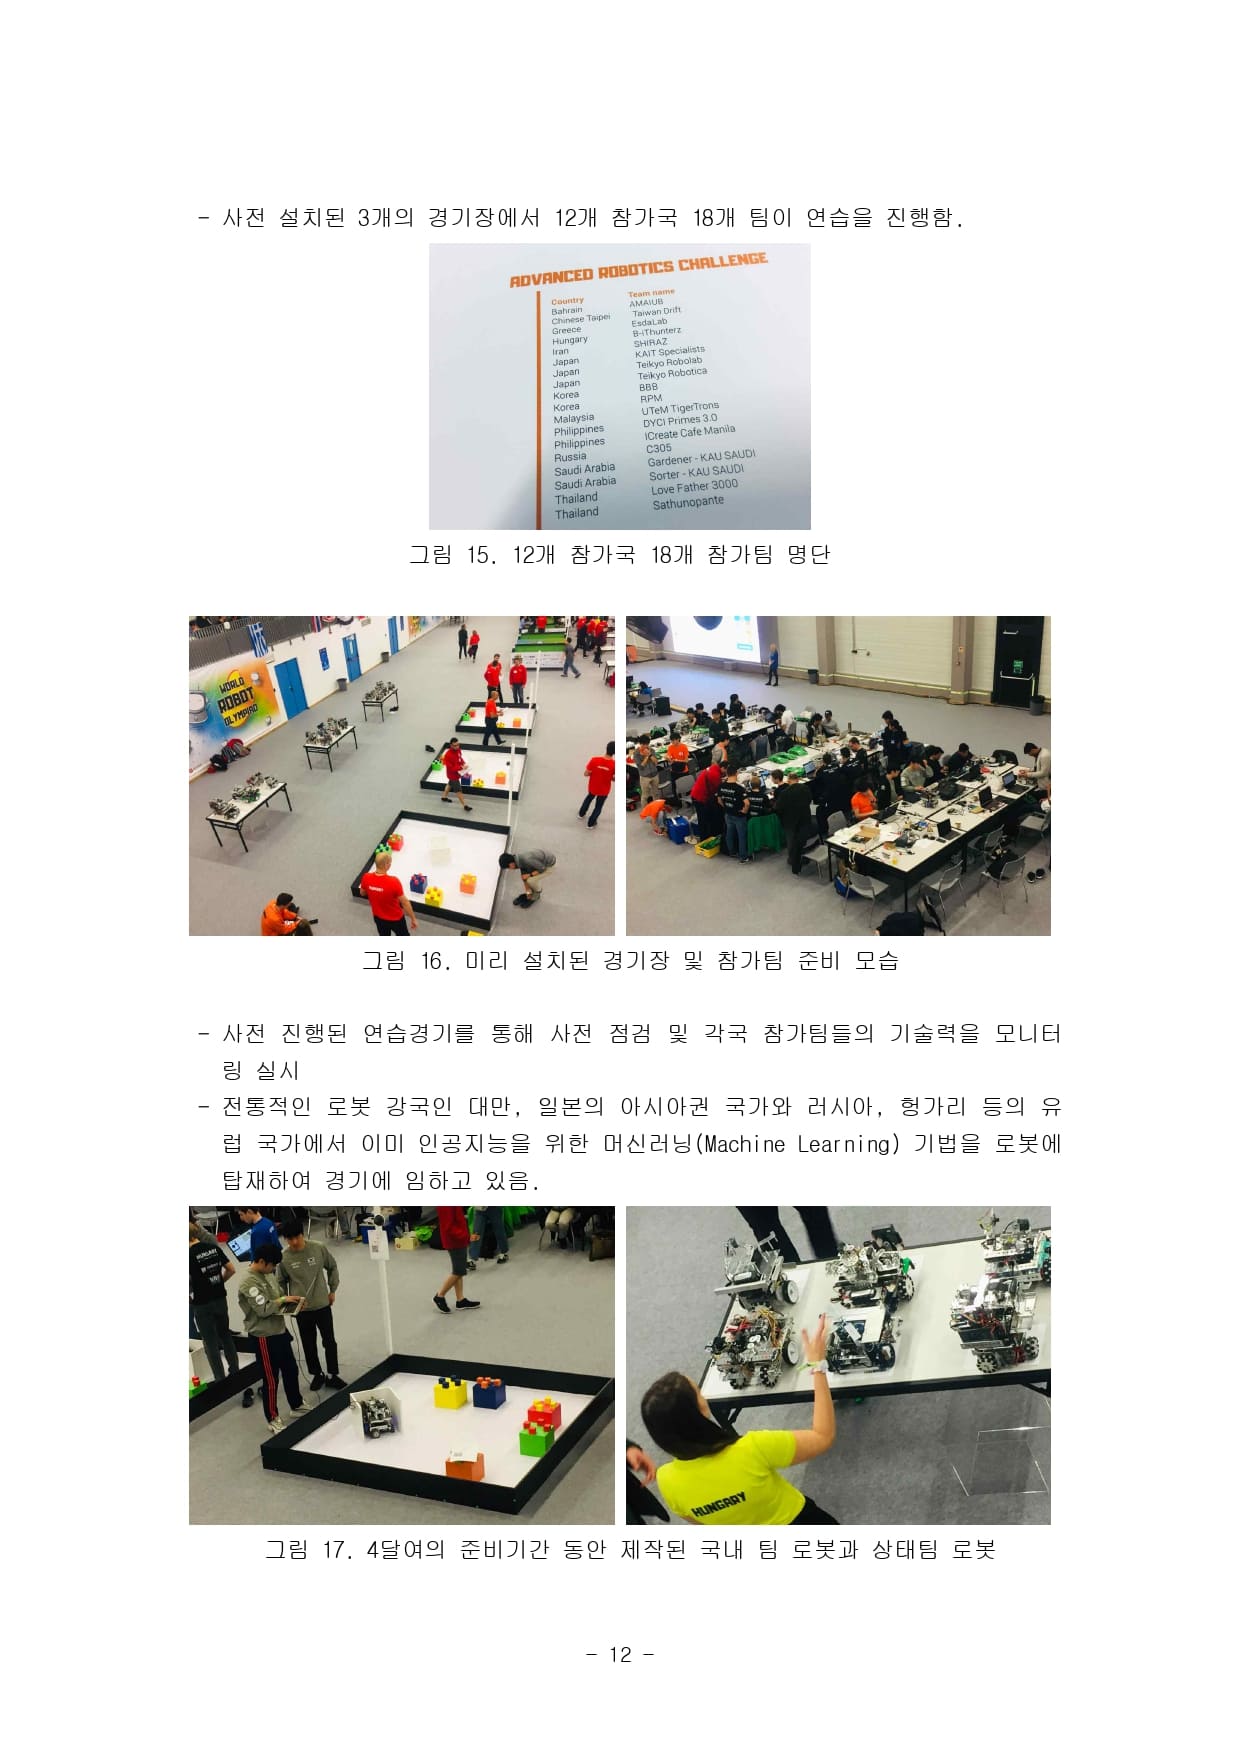 - 사전 설치된 3개의 경기장에서 12개 참가국 18개 팀이 연습을 진행함.
ADVANCED ROBOTICS CHALLENGE
Country Team name
Bahrain AMAIUB
Chinese Taipei Taiwan Drift
Greece EsdaLab
Hungary B-iThunterz
Iran SHIRAZ
Japan KAIT Specialists
Japan Teikyo Robolab
Japan Teikyo Robotica
Korea BBB
Korea RPM
Malaysia UTeM TigerTrons
Philippines DYCI Primes 3.0
Philippines iCreate Cafe Manila
Russia C305
Saudi Arabia Gardener - KAU SAUDI
Saudi Arabia Sorter - KAU SAUDI
Thailand Love Father 3000
Thailand Sathunopante
그림 15. 12개 참가국 18개 참가팀 명단
WORLD
ROBOT
OLYMPIAD
그림 16. 미리 설치된 경기장 및 참가팀 준비 모습
- 사전 진행된 연습경기를 통해 사전 점검 및 각국 참가팀들의 기술력을 모니터
링 실시
- 전통적인 로봇 강국인 대만, 일본의 아시아권 국가와 러시아, 헝가리 등의 유
럽 국가에서 이미 인공지능을 위한 머신러닝(Machine Learning) 기법을 로봇에
탑재하여 경기에 임하고 있음.
HUNGARY
HUNGARY
그림 17. 4달여의 준비기간 동안 제작된 국내 팀 로봇과 상태팀 로봇
- 12 -